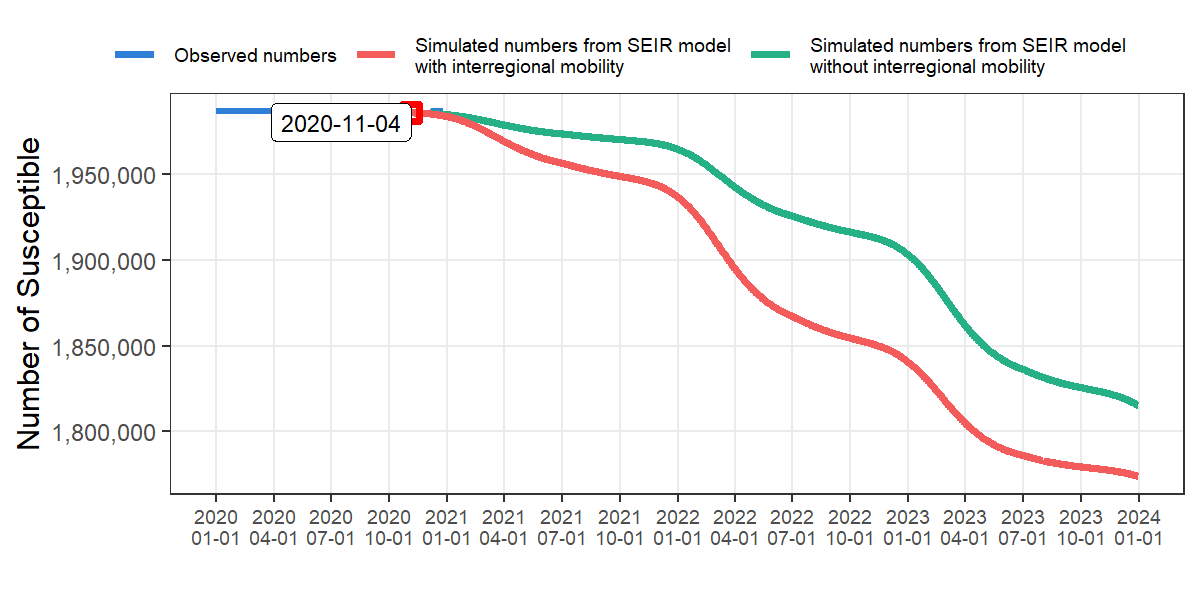 Observed numbers
Simulated numbers from SEIR model
with interregional mobility
Simulated numbers from SEIR model
without interregional mobility
Number of Susceptible
1,950,000
1,900,000
1,850,000
1,800,000
2020-11-04
2020 2020 2020 2020 2021 2021 2021 2021 2022 2022 2022 2022 2023 2023 2023 2023 2024
01-01 04-01 07-01 10-01 01-01 04-01 07-01 10-01 01-01 04-01 07-01 10-01 01-01 04-01 07-01 10-01 01-01